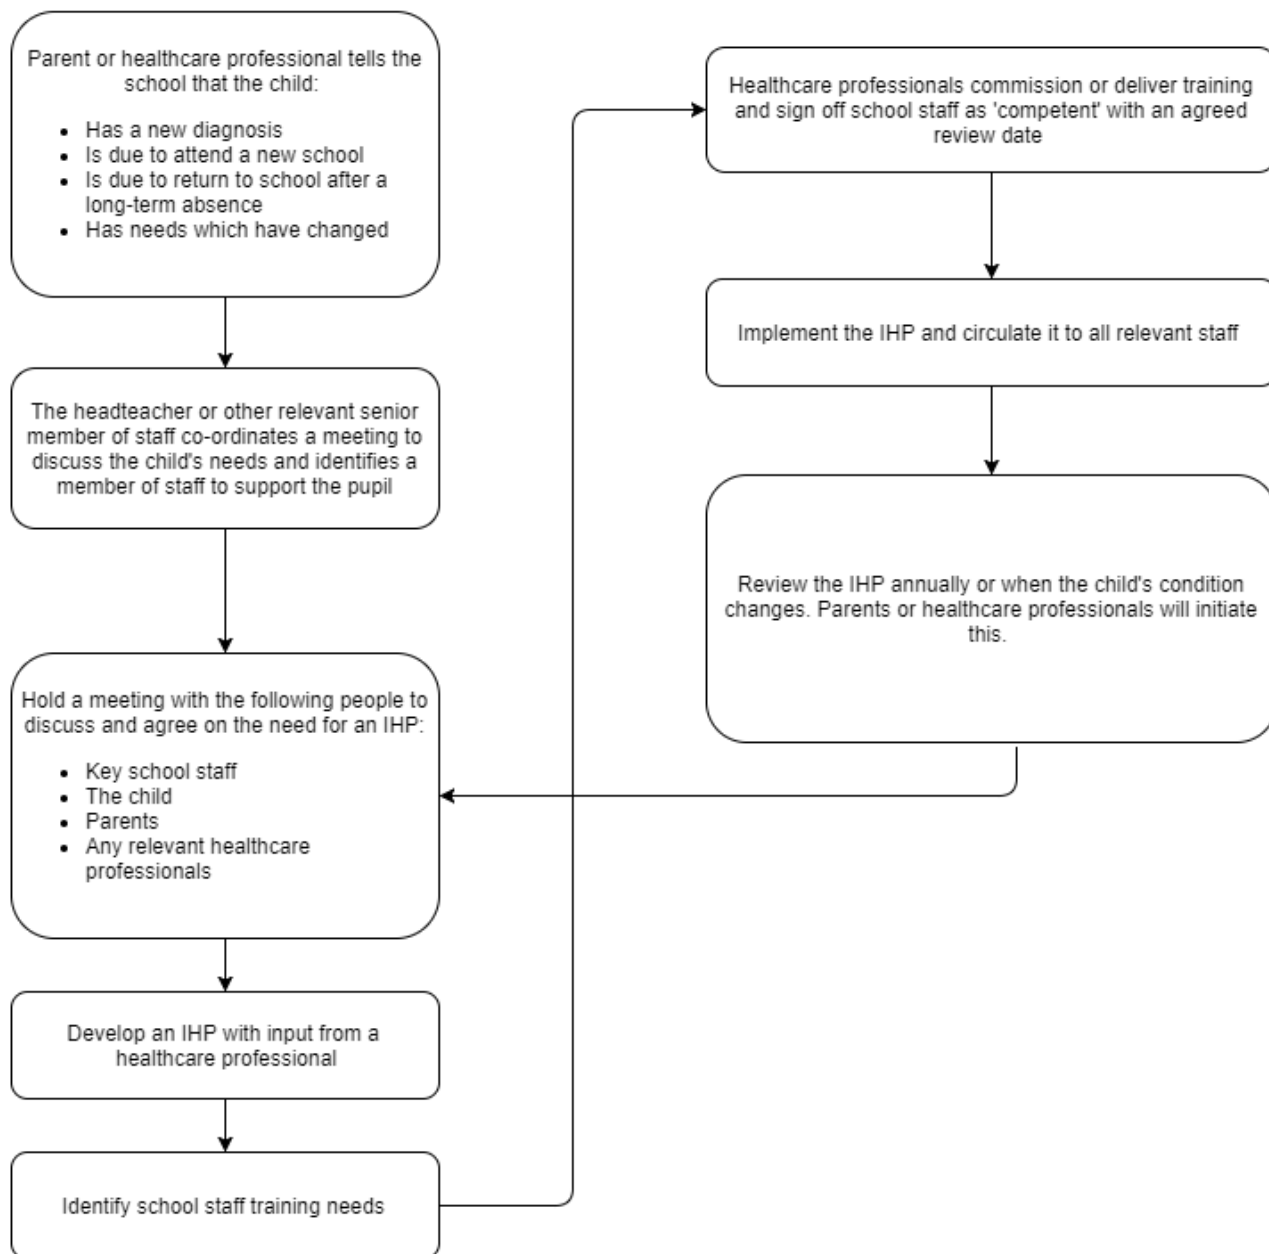 Parent or healthcare professional tells the
school that the child:
• Has a new diagnosis
• Is due to attend a new school
• Is due to return to school after a
long-term absence
• Has needs which have changed
The headteacher or other relevant senior
member of staff co-ordinates a meeting to
discuss the child's needs and identifies a
member of staff to support the pupil
Hold a meeting with the following people to
discuss and agree on the need for an IHP:
• Key school staff
• The child
• Parents
• Any relevant healthcare
professionals
Develop an IHP with input from a
healthcare professional
Identify school staff training needs
Healthcare professionals commission or deliver training
and sign off school staff as 'competent' with an agreed
review date
Implement the IHP and circulate it to all relevant staff
Review the IHP annually or when the child's condition
changes. Parents or healthcare professionals will initiate
this.